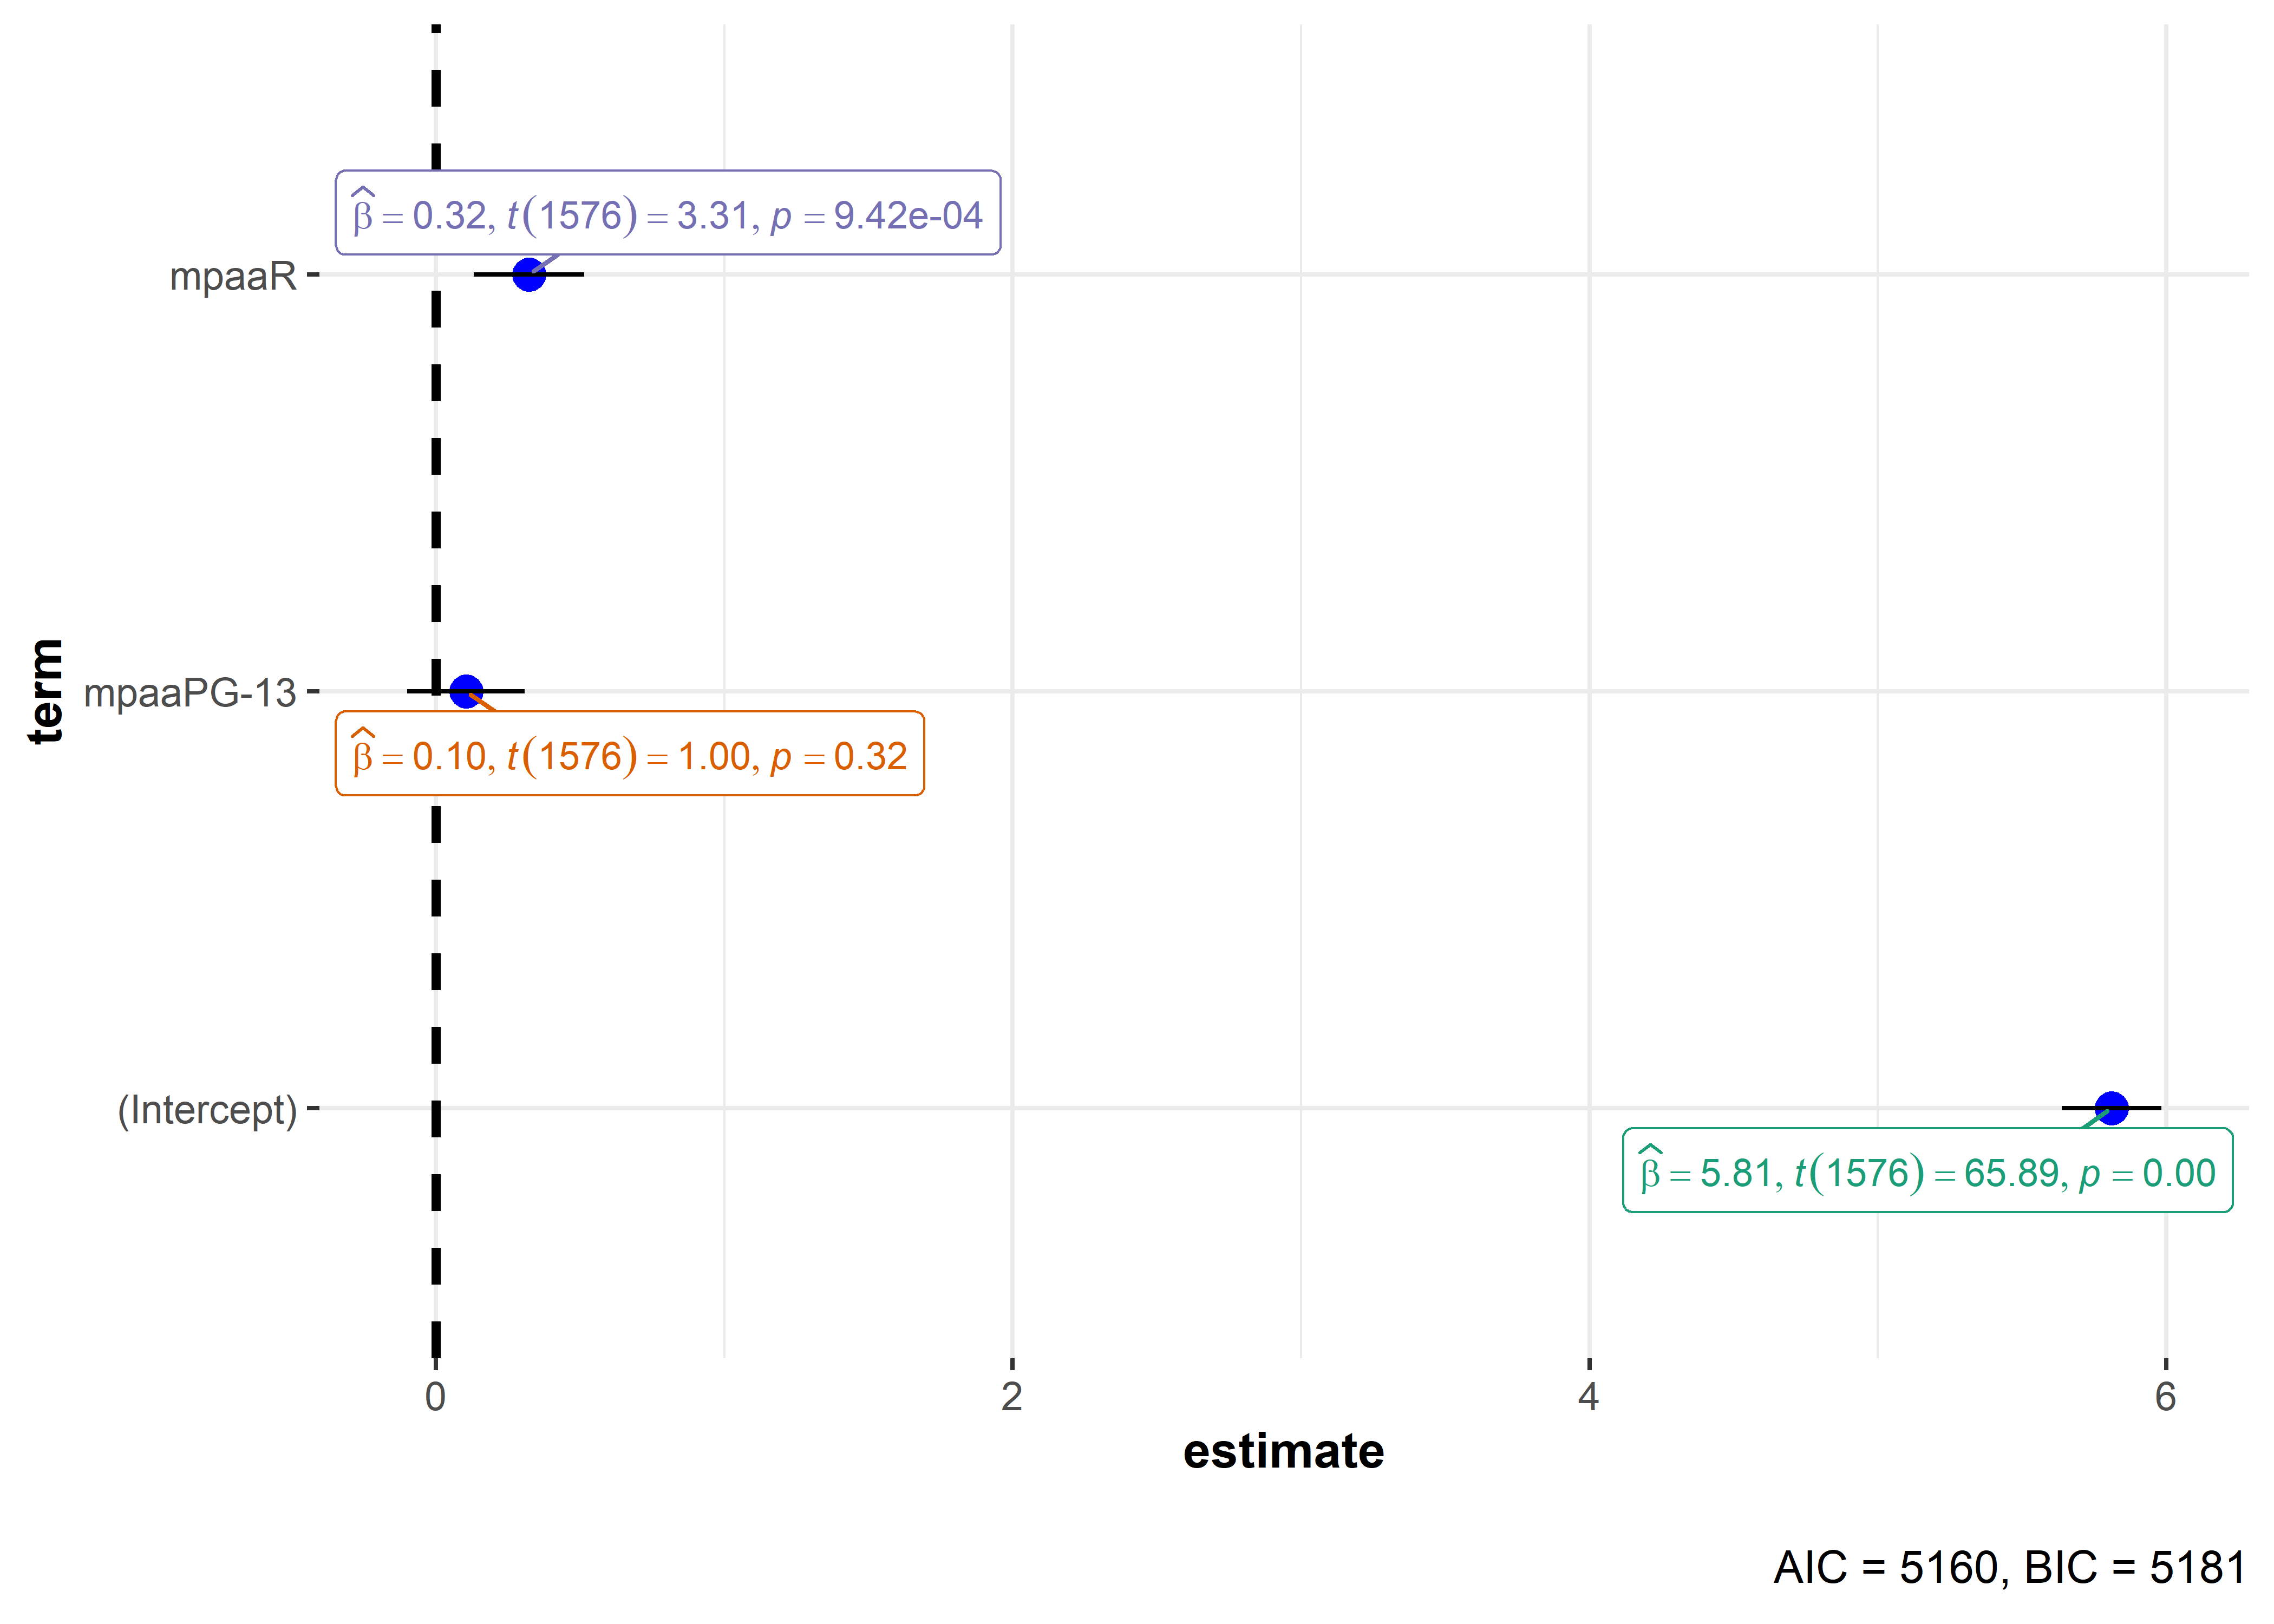 β̂ = 0.32, t(1576) = 3.31, p = 9.42e-04
mpaaR
term
mpaaPG-13
β̂ = 0.10, t(1576) = 1.00, p = 0.32
(Intercept)
β̂ = 5.81, t(1576) = 65.89, p = 0.00
0 2 4 6
estimate
AIC = 5160, BIC = 5181